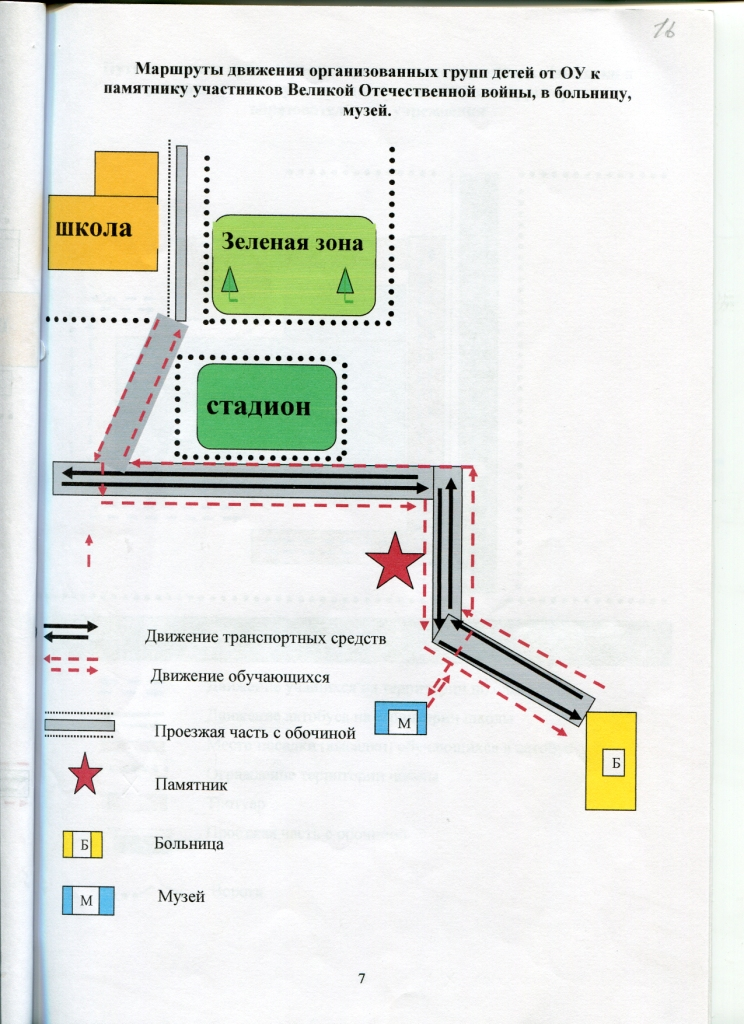 16
Маршруты движения организованных групп детей от ОУ к
памятнику участников Великой Отечественной войны, в больницу,
музей.
школа
Зеленая зона
стадион
Движение транспортных средств
Движение обучающихся
М
Проезжая часть с обочиной
Б
Памятник
Б
Больница
М
Музей
7